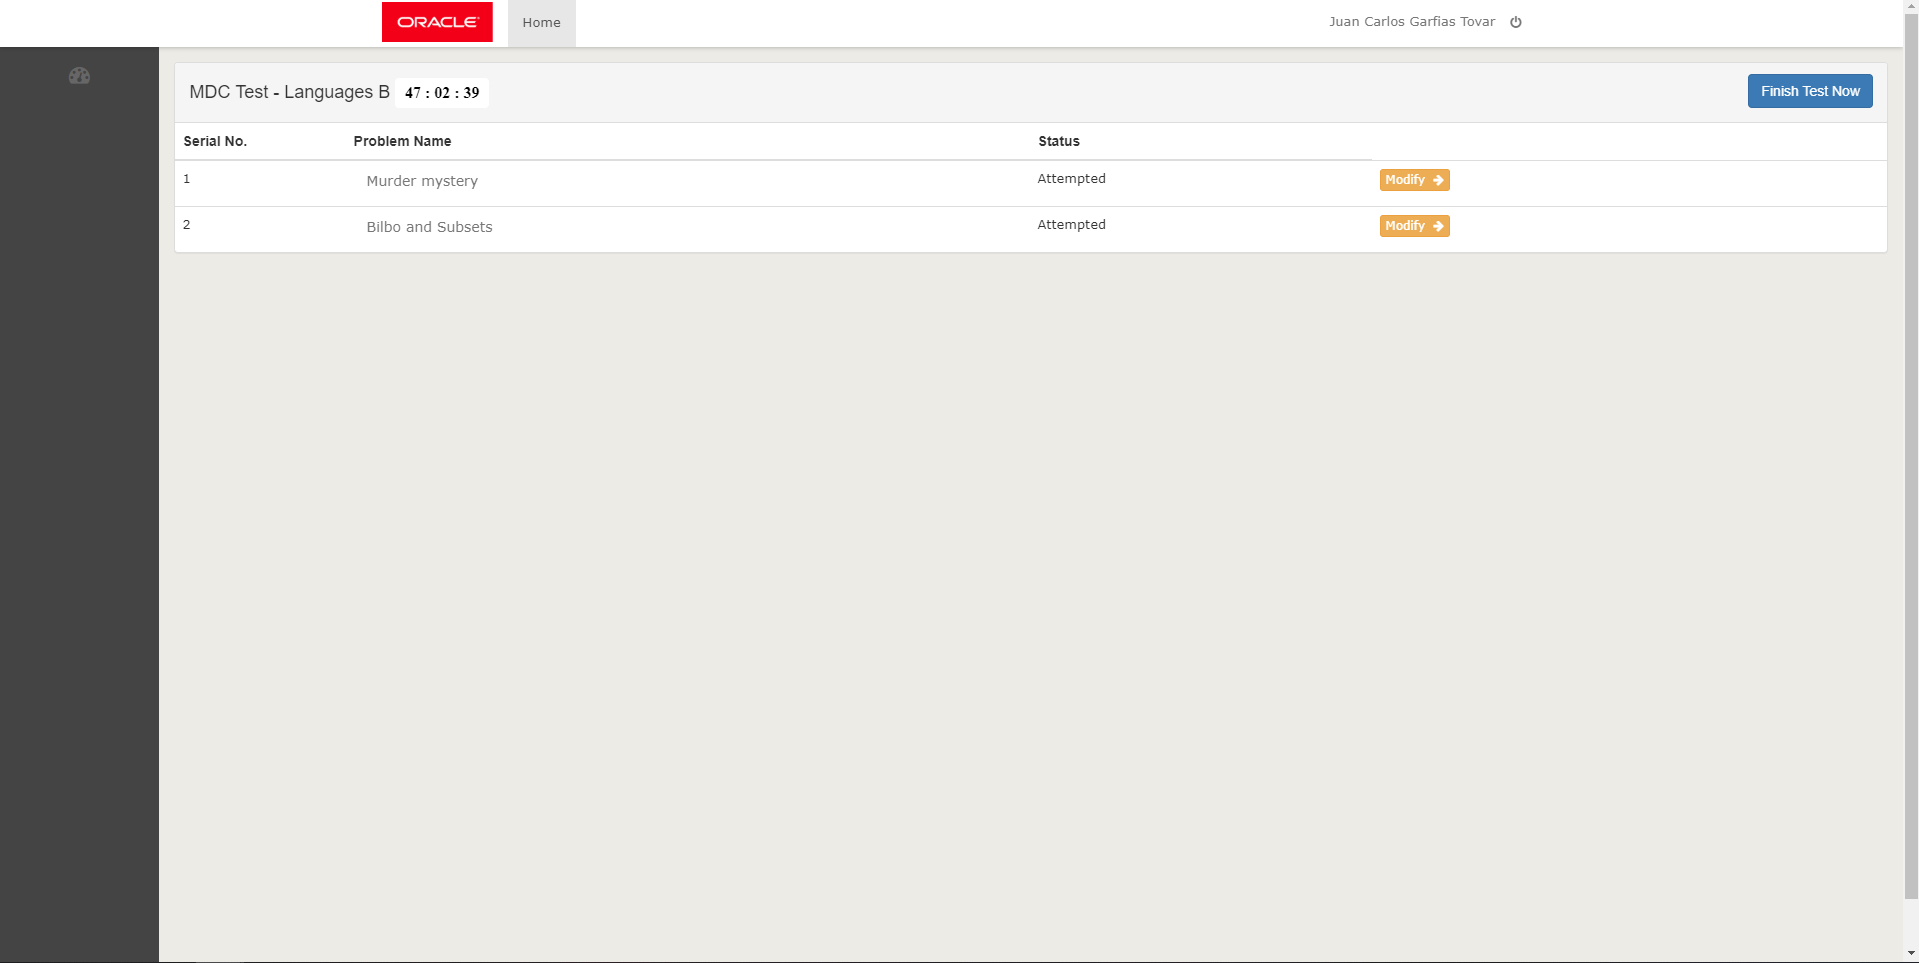 ORACLE Home Juan Carlos Garfias Tovar
MDC Test - Languages B 47 : 02 : 39 Finish Test Now
Serial No. Problem Name Status
1 Murder mystery Attempted Modify
2 Bilbo and Subsets Attempted Modify